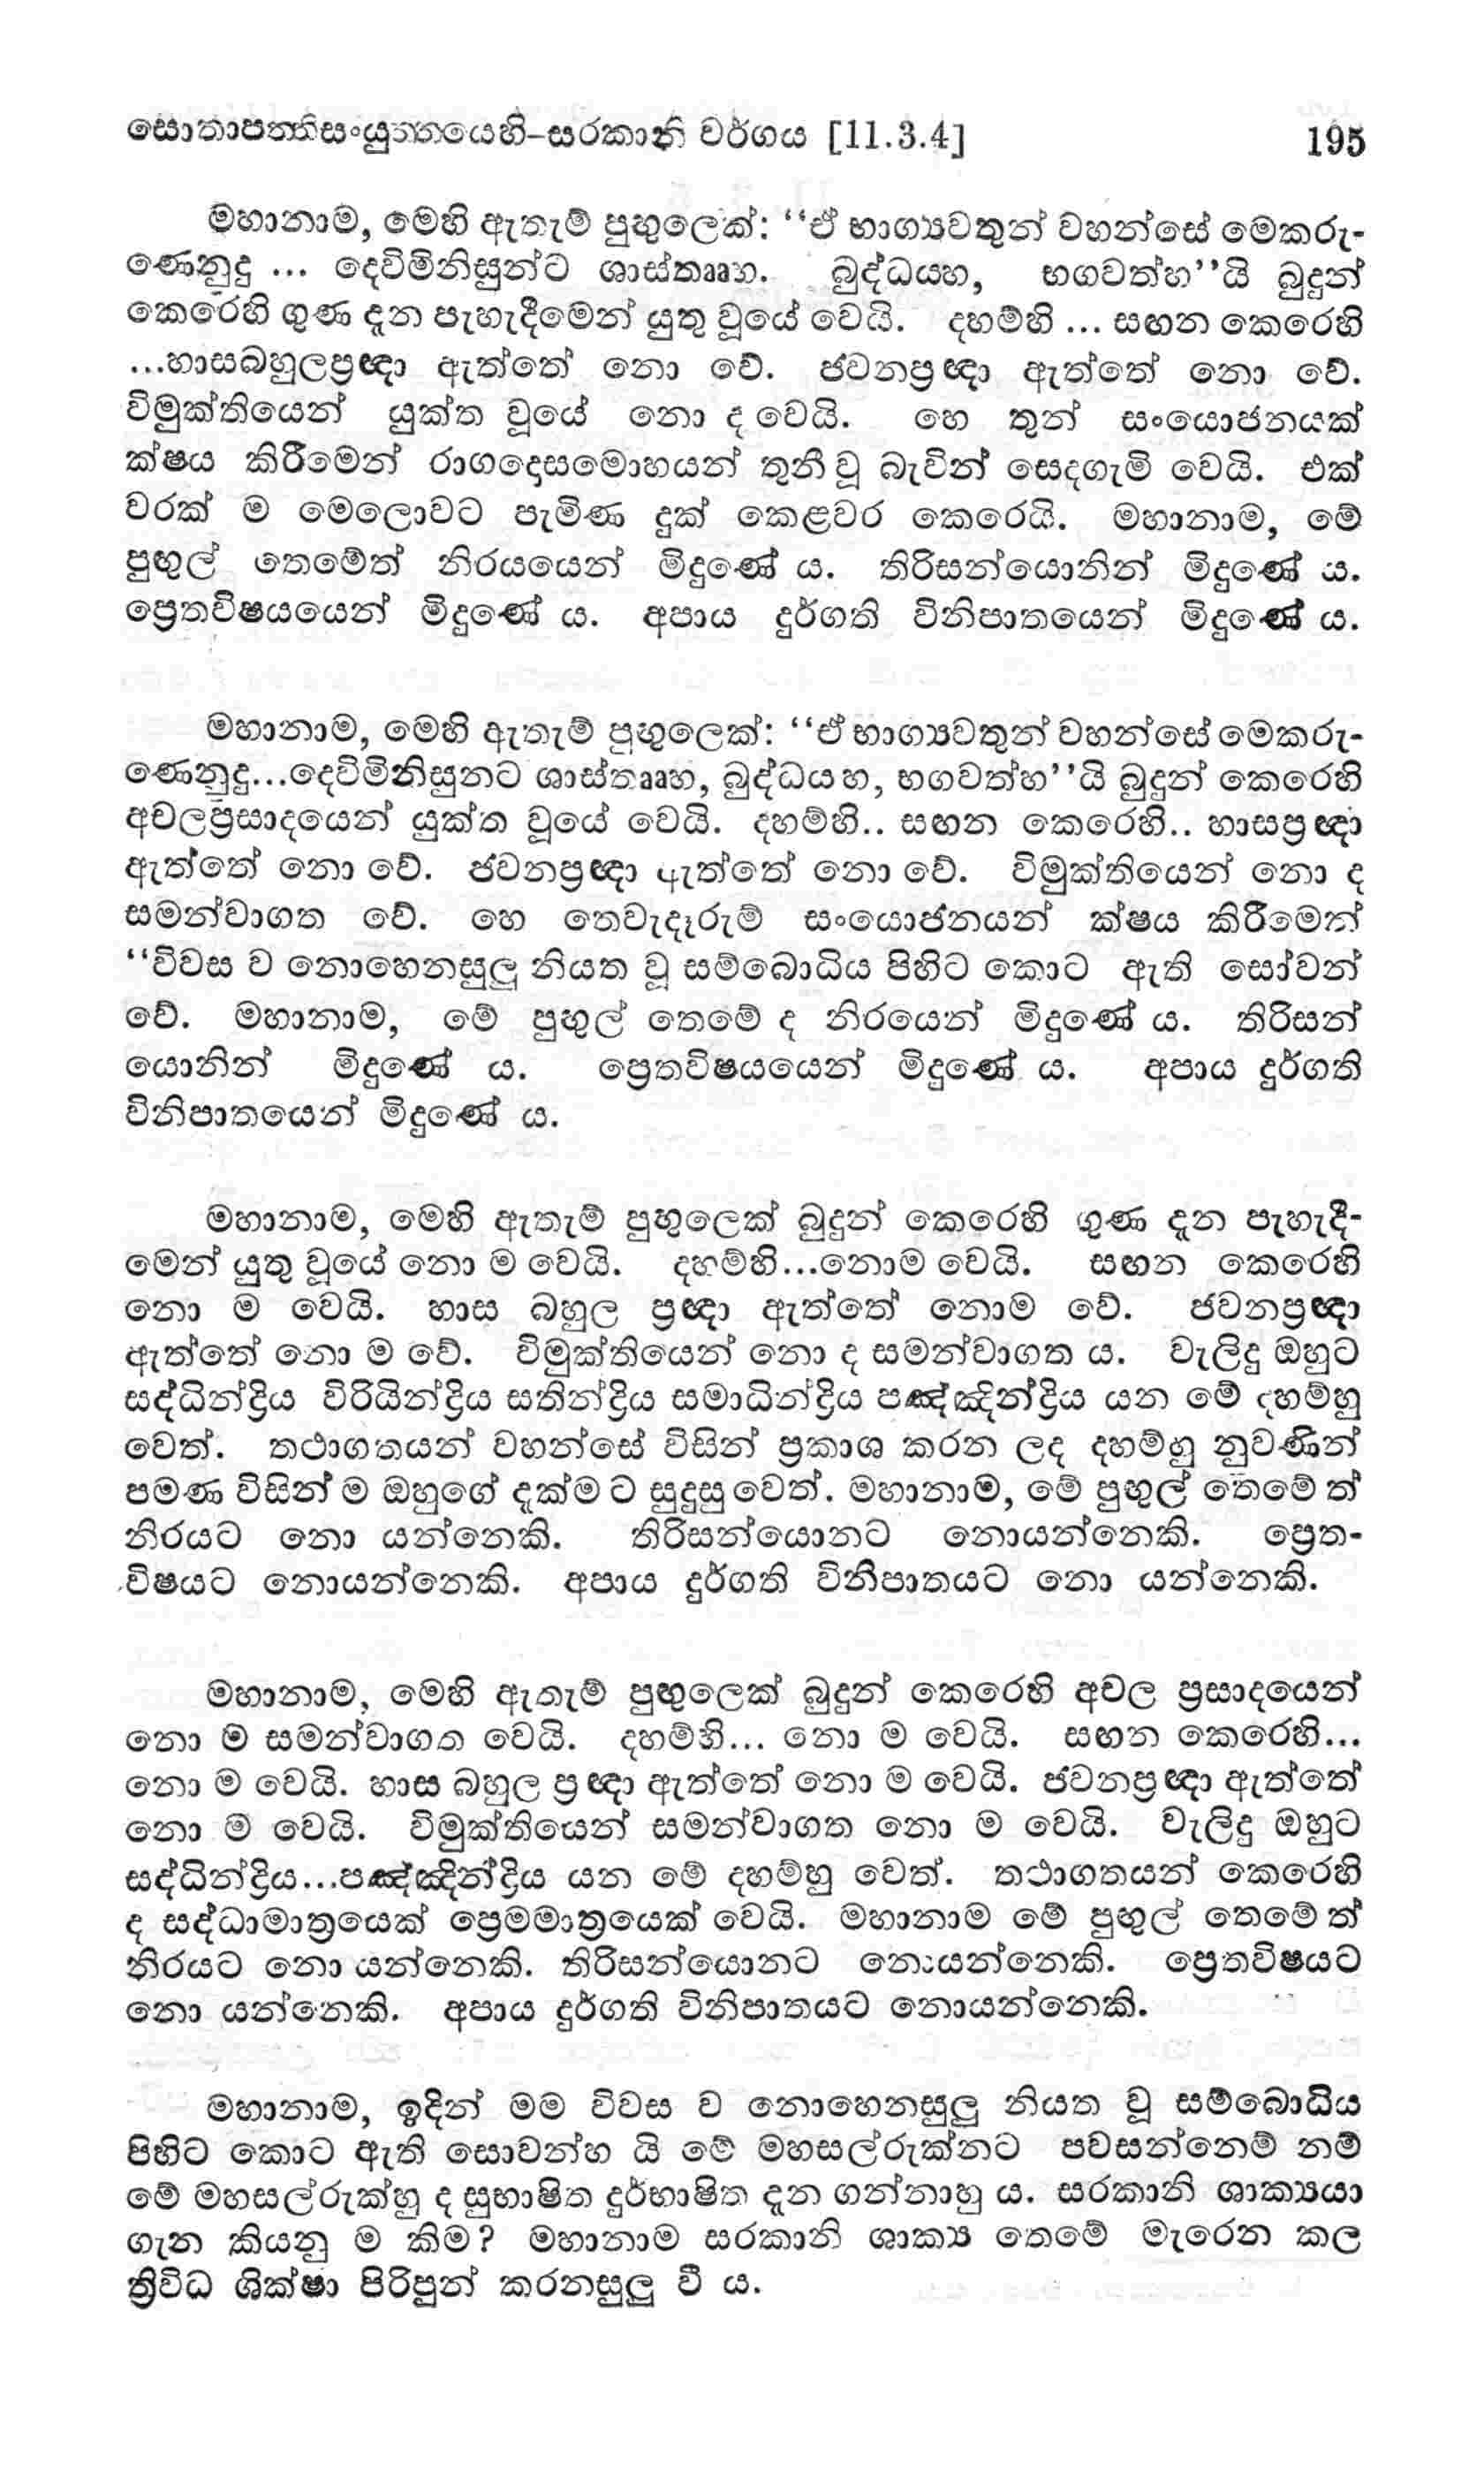 සොතාපත්තිසංයුත්තයෙහි-සරකානි වර්ගය [11.3.4] 195
මහානාම, මෙහි ඇතැම් පුඟුලෙක්: ‘‘ඒ භාග්‍යවතුන් වහන්සේ මෙකරු-
ණෙනුදු ... දෙවිමිනිසුන්ට ශාස්තෲහ. බුද්ධයහ, භගවත්හ’’යි බුදුන්
කෙරෙහි ගුණ දැන පැහැදීමෙන් යුතු වූයේ වෙයි. දහම්හි ... සඟන කෙරෙහි
...හාසබහුලප්‍රඥා ඇත්තේ නො වේ. ජවනප්‍රඥා ඇත්තේ නො වේ.
විමුක්තියෙන් යුක්ත වූයේ නො ද වෙයි. හෙ තුන් සංයොජනයක්
ක්ෂය කිරීමෙන් රාගදොසමොහයන් තුනී වූ බැවින් සෙදගැමි වෙයි. එක්
වරක් ම මෙලොවට පැමිණ දුක් කෙළවර කෙරෙයි. මහානාම, මේ
පුඟුල් තෙමේත් නිරයයෙන් මිදුණේ ය. තිරිසන්යොනින් මිදුණේ ය.
ප්‍රෙතවිෂයයෙන් මිදුණේ ය. අපාය දුර්ගති විනිපාතයෙන් මිදුණේ ය.
මහානාම, මෙහි ඇතැම් පුඟුලෙක්: ‘‘ඒ භාග්‍යවතුන් වහන්සේ මෙකරු-
ණෙනුදු...දෙවිමිනිසුනට ශාස්තෲහ, බුද්ධයහ, භගවත්හ’’යි බුදුන් කෙරෙහි
අචලප්‍රසාදයෙන් යුක්ත වූයේ වෙයි. දහම්හි.. සඟන කෙරෙහි.. හාසප්‍රඥා
ඇත්තේ නො වේ. ජවනප්‍රඥා ඇත්තේ නො වේ. විමුක්තියෙන් නො ද
සමන්වාගත වේ. හෙ තෙවැදෑරුම් සංයොජනයන් ක්ෂය කිරීමෙන්
‘‘විවස ව නොහෙනසුලු නියත වූ සම්බොධිය පිහිට කොට ඇති සෝවන්
වේ. මහානාම, මේ පුඟුල් තෙමේ ද නිරයෙන් මිදුණේ ය. තිරිසන්
යොනින් මිදුණේ ය. ප්‍රෙතවිෂයයෙන් මිදුණේ ය. අපාය දුර්ගති
විනිපාතයෙන් මිදුණේ ය.
මහානාම, මෙහි ඇතැම් පුඟුලෙක් බුදුන් කෙරෙහි ගුණ දැන පැහැදී-
මෙන් යුතු වූයේ නො ම වෙයි. දහම්හි...නොම වෙයි. සඟන කෙරෙහි
නො ම වෙයි. හාස බහුල ප්‍රඥා ඇත්තේ නොම වේ. ජවනප්‍රඥා
ඇත්තේ නො ම වේ. විමුක්තියෙන් නො ද සමන්වාගත ය. වැලිදු ඔහුට
සද්ධින්ද්‍රිය විරියින්ද්‍රිය සතින්ද්‍රිය සමාධින්ද්‍රිය පඤ්ඤින්ද්‍රිය යන මේ දහම්හු
වෙත්. තථාගතයන් වහන්සේ විසින් ප්‍රකාශ කරන ලද දහම්හු නුවණින්
පමණ විසින් ම ඔහුගේ දැක්ම ට සුදුසු වෙත්. මහානාම, මේ පුඟුල් තෙමේ ත්
නිරයට නො යන්නෙකි. තිරිසන්යොනට නොයන්නෙකි. ප්‍රෙත-
විෂයට නොයන්නෙකි. අපාය දුර්ගති විනිපාතයට නො යන්නෙකි.
මහානාම, මෙහි ඇතැම් පුඟුලෙක් බුදුන් කෙරෙහි අචල ප්‍රසාදයෙන්
නො ම සමන්වාගත වෙයි. දහම්හි... නො ම වෙයි. සඟන කෙරෙහි...
නො ම වෙයි. හාස බහුල ප්‍රඥා ඇත්තේ නො ම වෙයි. ජවනප්‍රඥා ඇත්තේ
නො ම වෙයි. විමුක්තියෙන් සමන්වාගත නො ම වෙයි. වැලිදු ඔහුට
සද්ධින්ද්‍රිය...පඤ්ඤින්ද්‍රිය යන මේ දහම්හු වෙත්. තථාගතයන් කෙරෙහි
ද සද්ධාමාත්‍රයෙක් ප්‍රෙමමාත්‍රයෙක් වෙයි. මහානාම මේ පුඟුල් තෙමේ ත්
නිරයට නො යන්නෙකි. තිරිසන්යොනට නොයන්නෙකි. ප්‍රෙතවිෂයට
නො යන්නෙකි. අපාය දුර්ගති විනිපාතයට නොයන්නෙකි.
මහානාම, ඉදින් මම විවස ව නොහෙනසුලු නියත වූ සම්බොධිය
පිහිට කොට ඇති සොවන්හ යි මේ මහසල්රුක්නට පවසන්නෙම් නම්
මේ මහසල්රුක්හු ද සුභාෂිත දුර්භාෂිත දැන ගන්නාහු ය. සරකානි ශාක්‍යයා
ගැන කියනු ම කිම? මහානාම සරකානි ශාක්‍ය තෙමේ මැරෙන කල
ත්‍රිවිධ ශික්ෂා පිරිපුන් කරනසුලු වී ය.